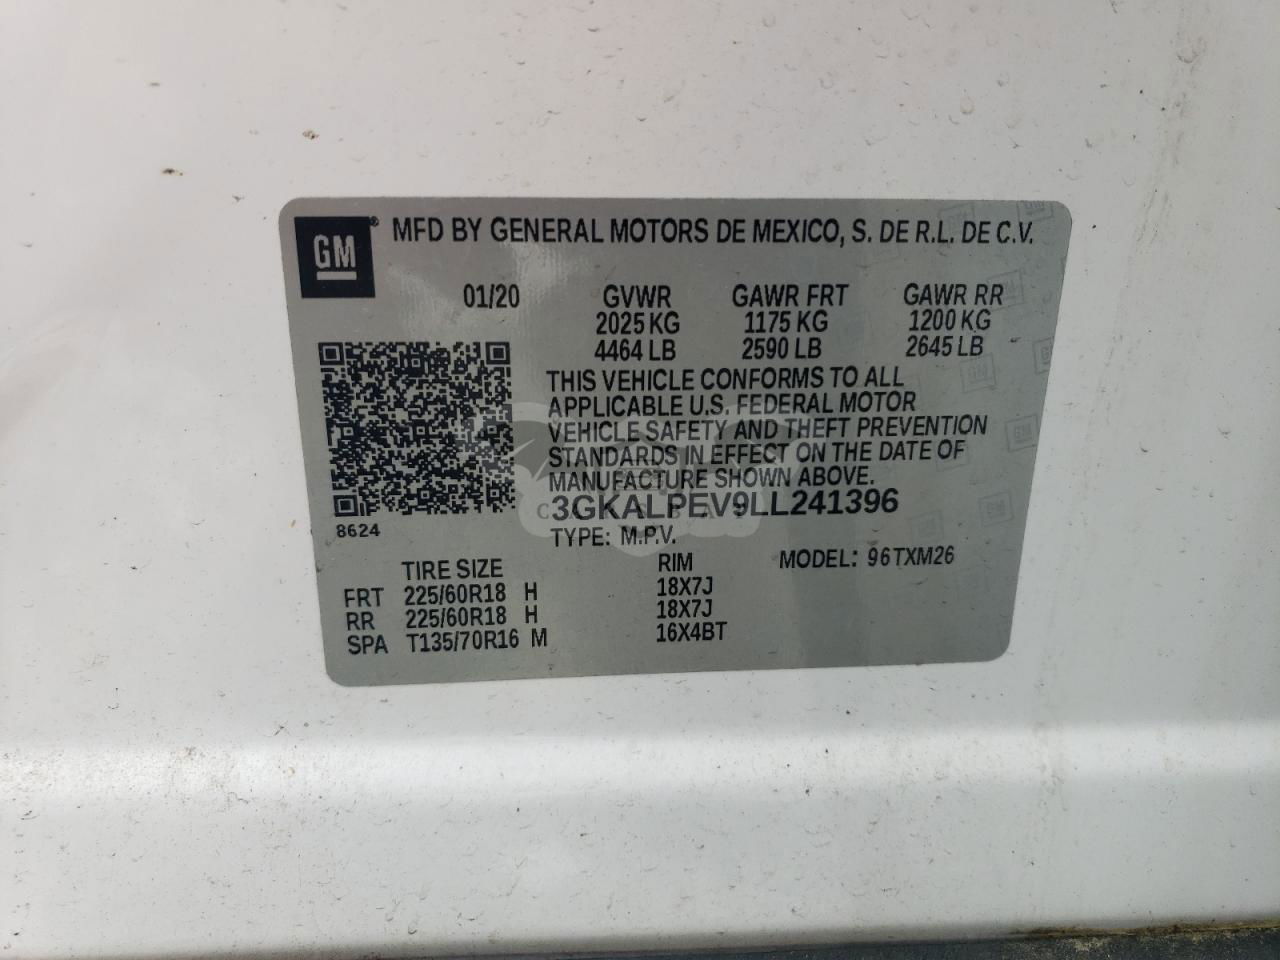 GM ® MFD BY GENERAL MOTORS DE MEXICO, S. DE R.L. DE C.V.
01/20 GVWR GAWR FRT GAWR RR
2025 KG 1175 KG 1200 KG
4464 LB 2590 LB 2645 LB
THIS VEHICLE CONFORMS TO ALL
APPLICABLE U.S. FEDERAL MOTOR
VEHICLE SAFETY AND THEFT PREVENTION
STANDARDS IN EFFECT ON THE DATE OF
MANUFACTURE SHOWN ABOVE.
3GKALPEV9LL241396
8624
TYPE: M.P.V.
TIRE SIZE RIM MODEL: 96TXM26
FRT 225/60R18 H 18X7J
RR 225/60R18 H 18X7J
SPA T135/70R16 M 16X4BT